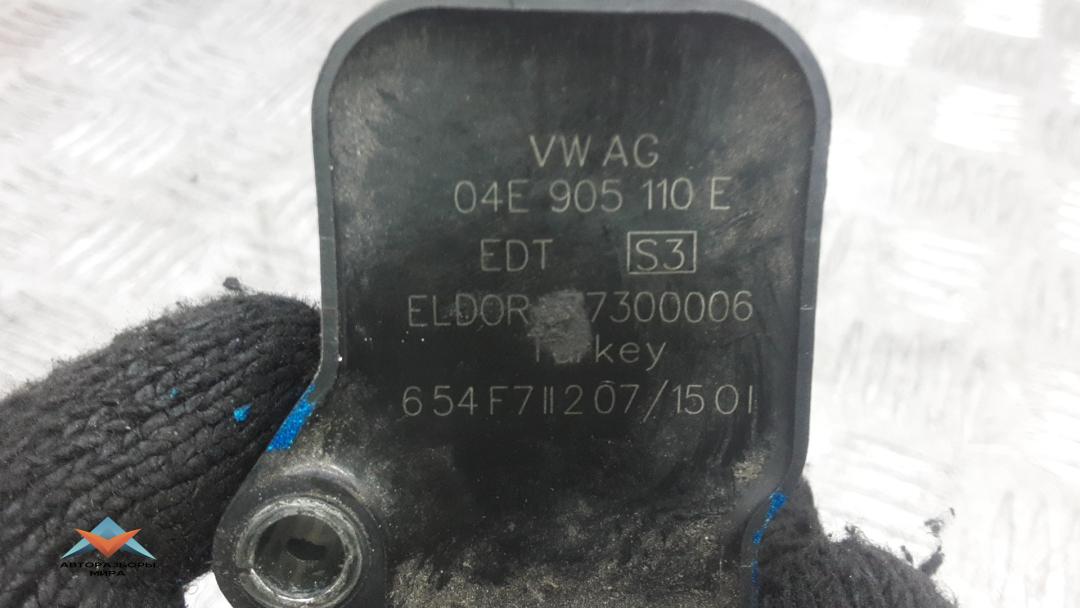 VW AG
04E 905 110 E
EDT S3
ELDOR 7300006
Turkey
654F711207/1501
АВТОРАЗБОРЫ
МИРА